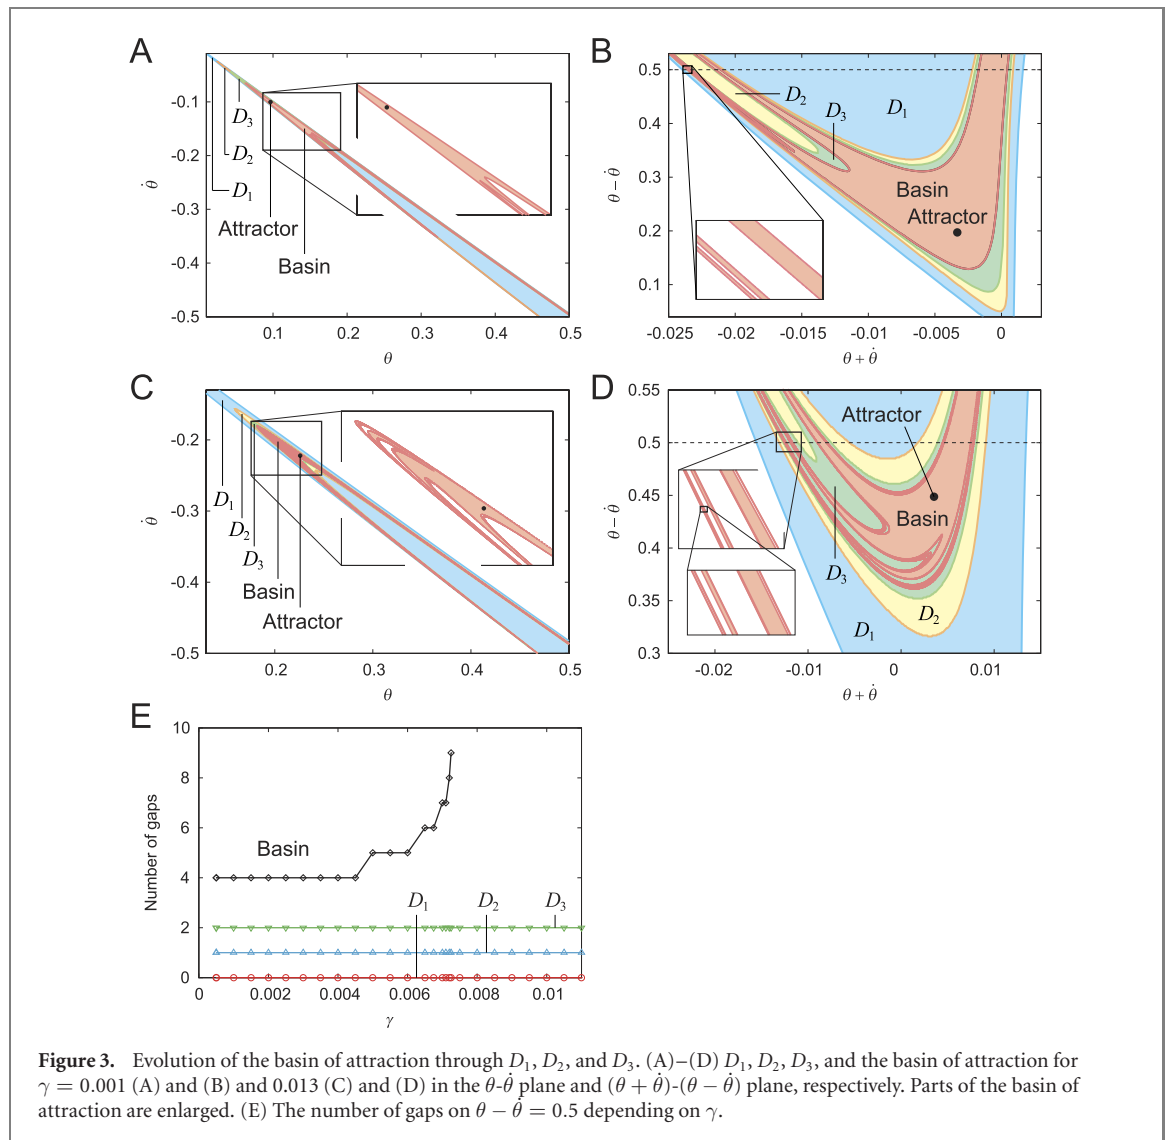 A
-0.1
-0.2
-0.3
-0.4
-0.5
0.1
0.2
0.3
0.4
0.5
θ̇
θ
D₃
D₂
D₁
Attractor
Basin
B
0.5
0.4
0.3
0.2
0.1
-0.025
-0.02
-0.015
-0.01
-0.005
0
θ − θ̇
θ + θ̇
D₂
D₃
D₁
Basin
Attractor
C
-0.2
-0.3
-0.4
-0.5
0.2
0.3
0.4
0.5
θ̇
θ
D₁
D₂
D₃
Basin
Attractor
D
0.55
0.5
0.45
0.4
0.35
0.3
-0.02
-0.01
0
0.01
θ − θ̇
θ + θ̇
Attractor
Basin
D₃
D₂
D₁
E
10
8
6
4
2
0
0
0.002
0.004
0.006
0.008
0.01
Number of gaps
γ
Basin
D₁
D₂
D₃
Figure 3. Evolution of the basin of attraction through D₁, D₂, and D₃. (A)–(D) D₁, D₂, D₃, and the basin of attraction for
γ = 0.001 (A) and (B) and 0.013 (C) and (D) in the θ-θ̇ plane and (θ + θ̇)-(θ − θ̇) plane, respectively. Parts of the basin of
attraction are enlarged. (E) The number of gaps on θ − θ̇ = 0.5 depending on γ.